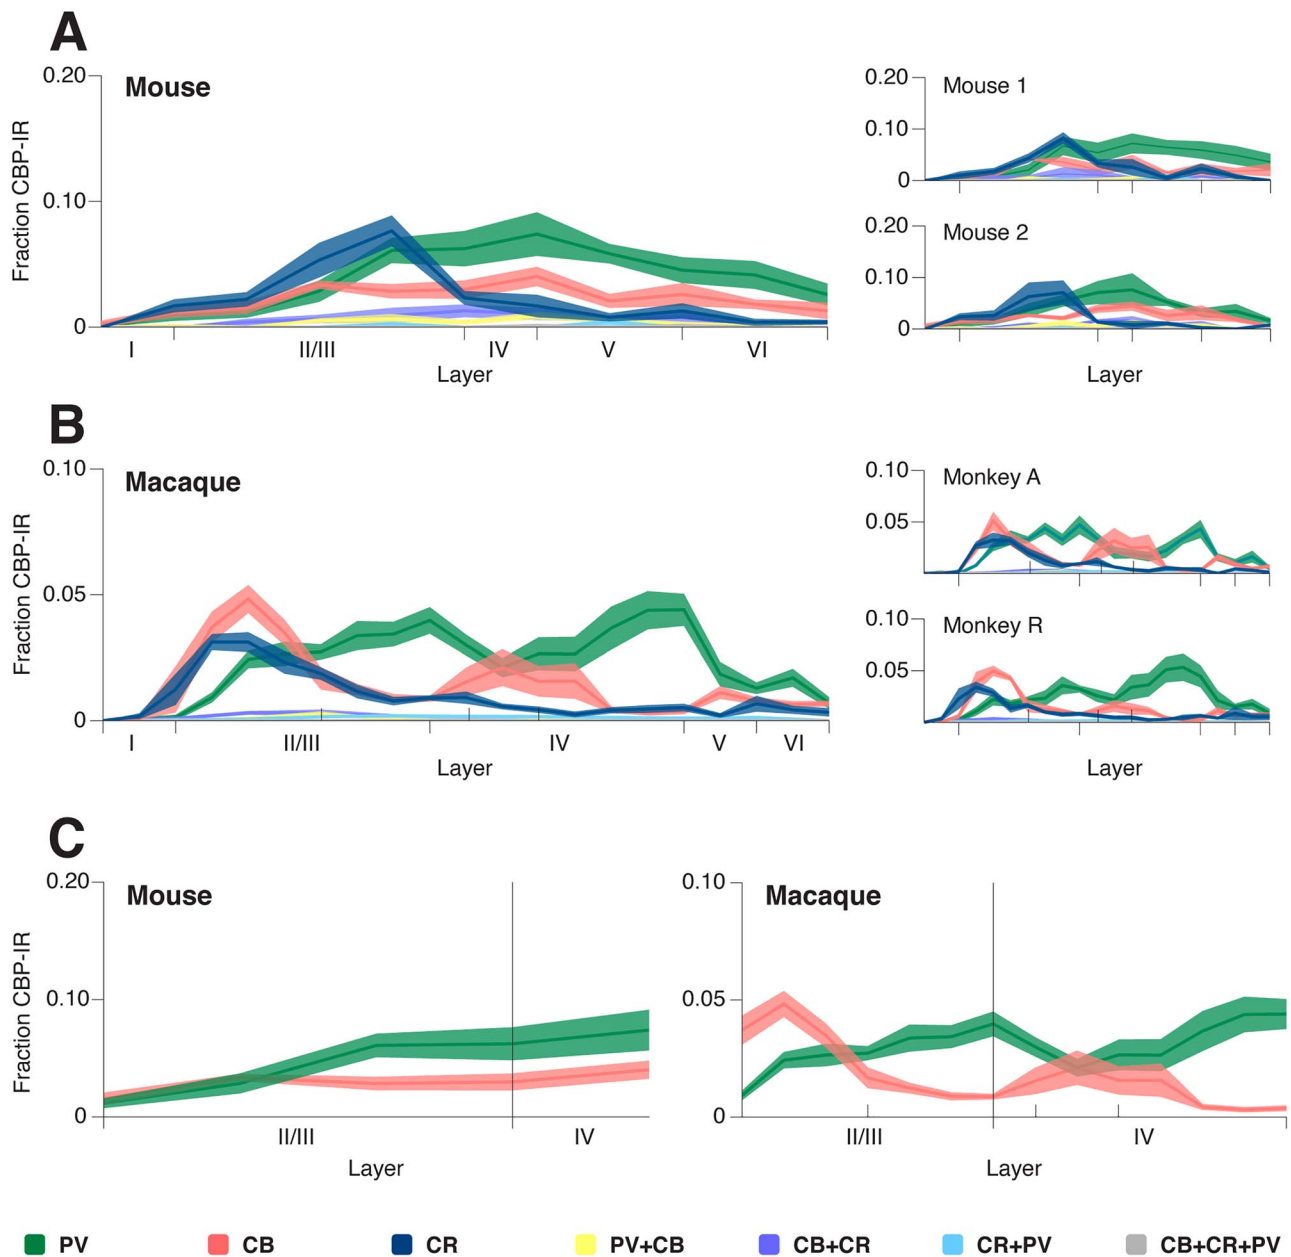 A
0.20
Mouse
0.10
0
Fraction CBP-IR
I II/III IV V VI
Layer
0.20
Mouse 1
0.10
0
0.20
Mouse 2
0.10
0
Layer
B
0.10
Macaque
0.05
0
Fraction CBP-IR
I II/III IV V VI
Layer
0.10
Monkey A
0.05
0.10
Monkey R
0.05
Layer
C
0.20
Mouse
0.10
0
Fraction CBP-IR
II/III IV
Layer
0.10
Macaque
0.05
0
II/III IV
Layer
PV CB CR PV+CB CB+CR CR+PV CB+CR+PV